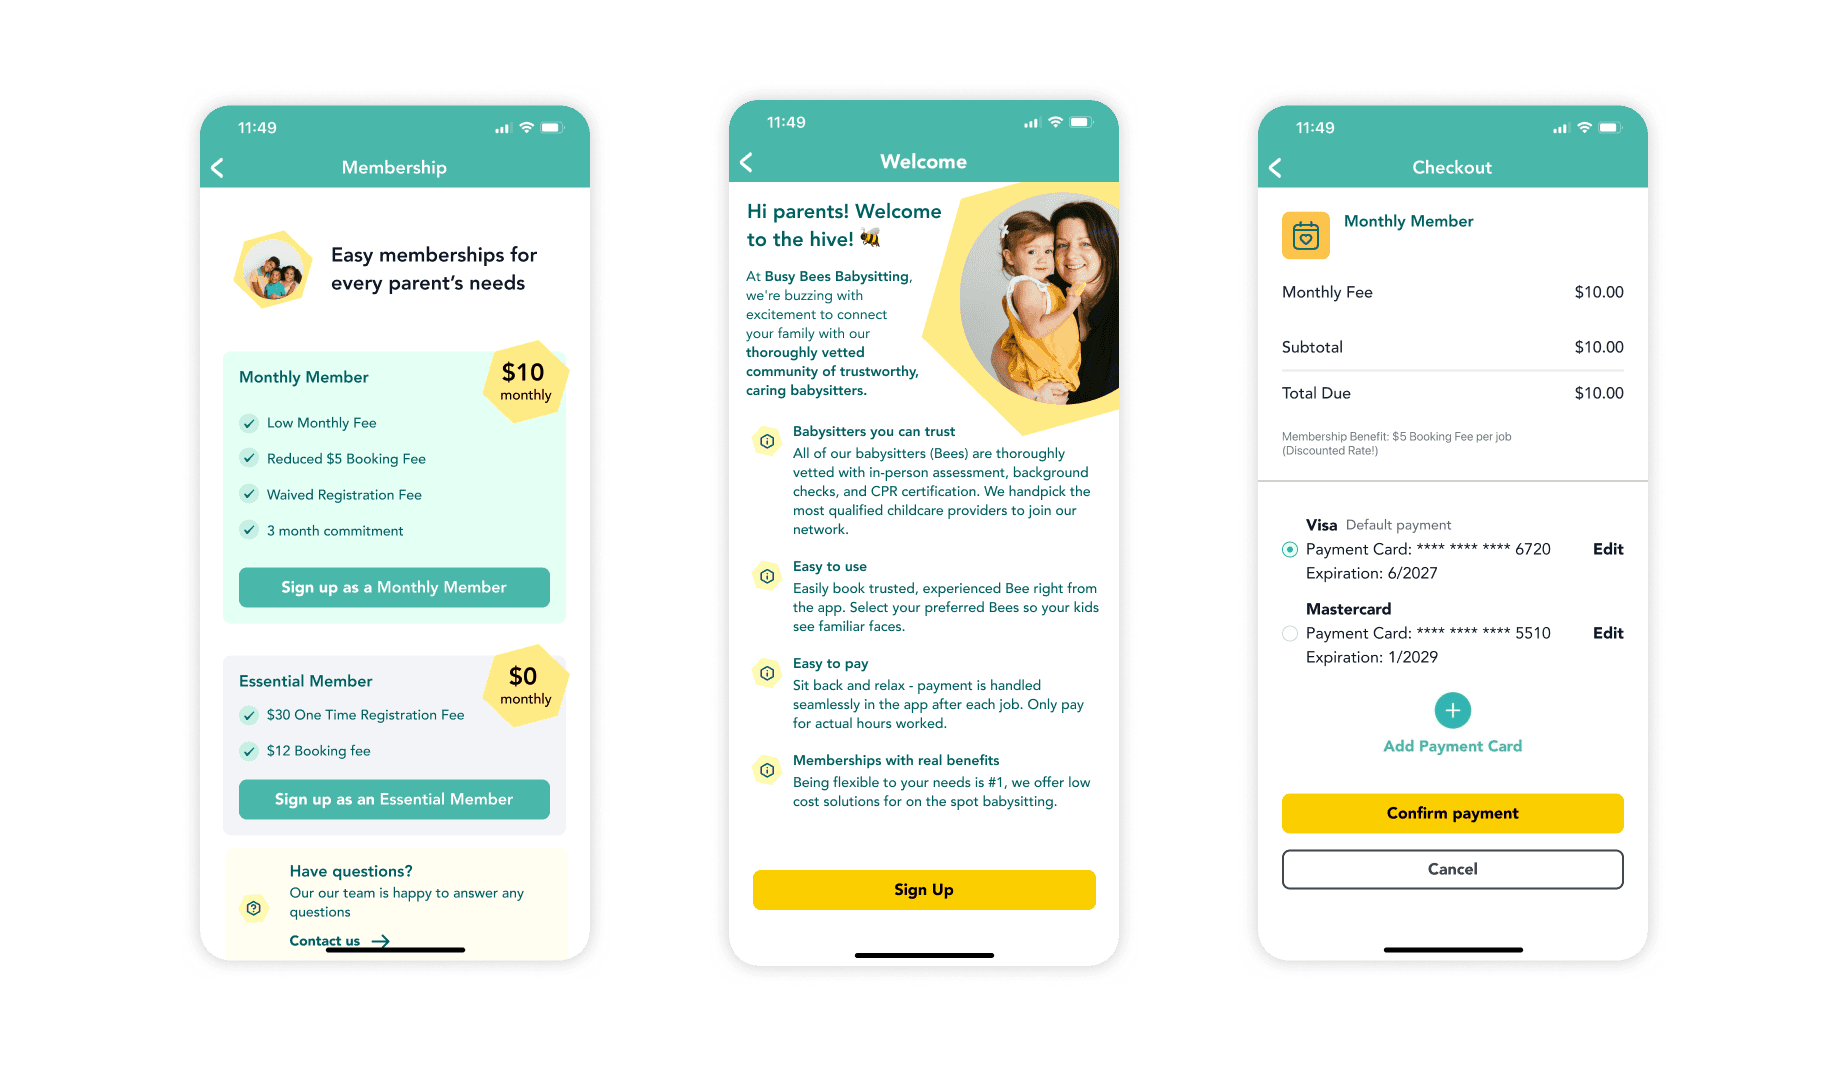 11:49
Membership
Easy memberships for
every parent's needs
Monthly Member
$10
monthly
Low Monthly Fee
Reduced $5 Booking Fee
Waived Registration Fee
3 month commitment
Sign up as a Monthly Member
Essential Member
$0
monthly
$30 One Time Registration Fee
$12 Booking fee
Sign up as an Essential Member
Have questions?
Our our team is happy to answer any
questions
Contact us
11:49
Welcome
Hi parents! Welcome
to the hive! 🐝
At Busy Bees Babysitting,
we're buzzing with
excitement to connect
your family with our
thoroughly vetted
community of trustworthy,
caring babysitters.
Babysitters you can trust
All of our babysitters (Bees) are thoroughly
vetted with in-person assessment, background
checks, and CPR certification. We handpick the
most qualified childcare providers to join our
network.
Easy to use
Easily book trusted, experienced Bee right from
the app. Select your preferred Bees so your kids
see familiar faces.
Easy to pay
Sit back and relax - payment is handled
seamlessly in the app after each job. Only pay
for actual hours worked.
Memberships with real benefits
Being flexible to your needs is #1, we offer low
cost solutions for on the spot babysitting.
Sign Up
11:49
Checkout
Monthly Member
Monthly Fee $10.00
Subtotal $10.00
Total Due $10.00
Membership Benefit: $5 Booking Fee per job
(Discounted Rate!)
Visa Default payment
Payment Card: **** **** **** 6720 Edit
Expiration: 6/2027
Mastercard
Payment Card: **** **** **** 5510 Edit
Expiration: 1/2029
Add Payment Card
Confirm payment
Cancel